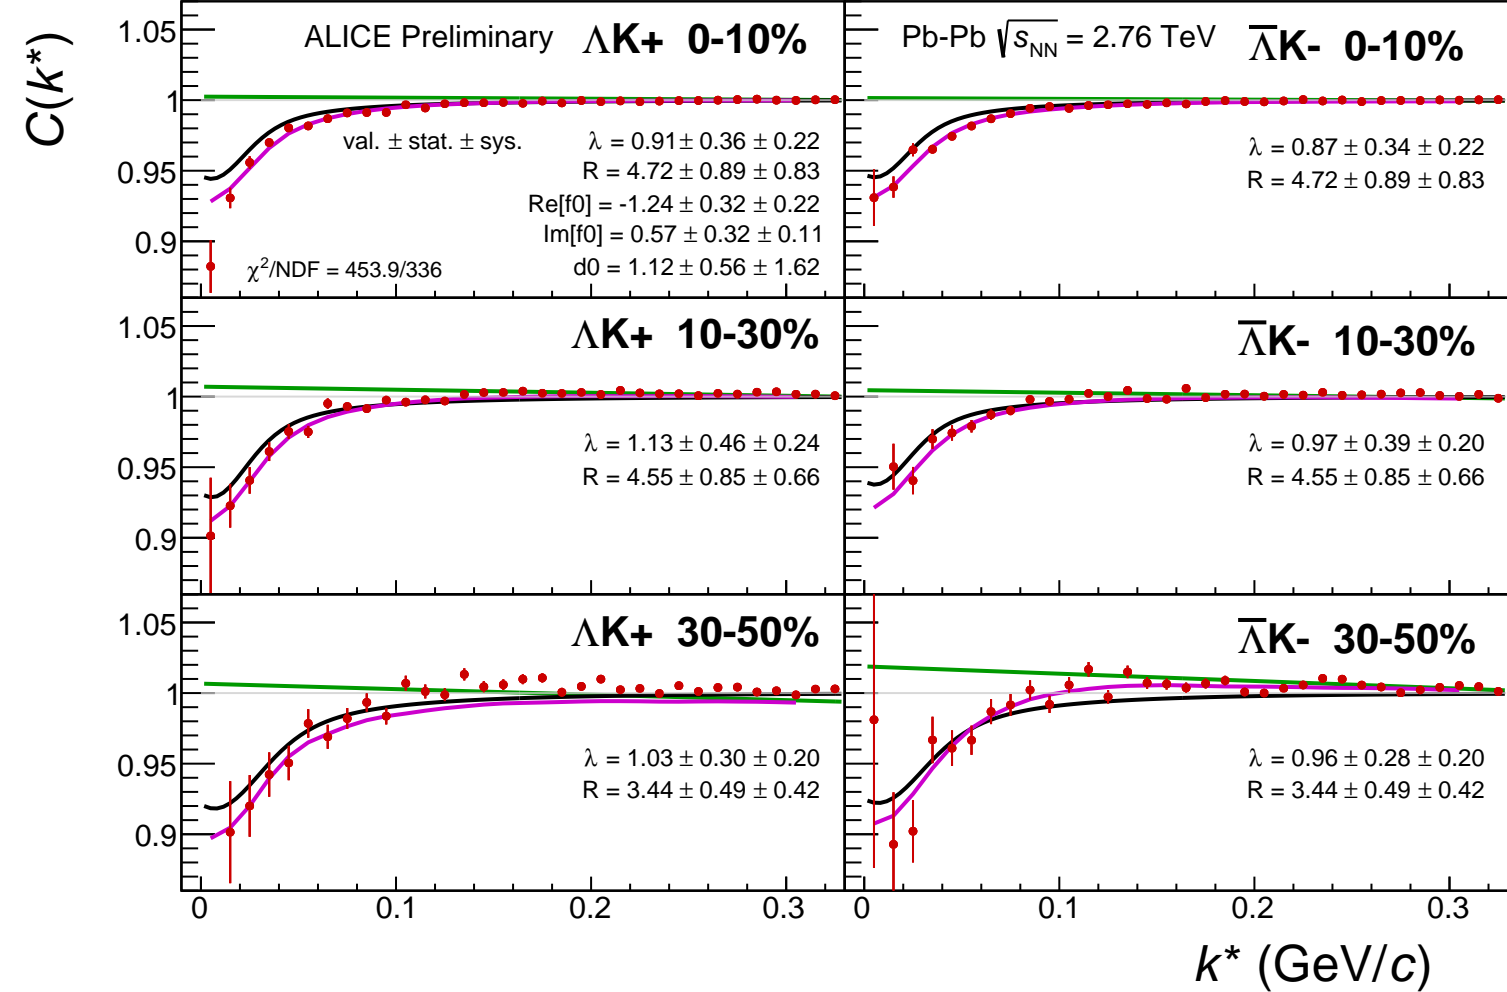 C(k*)
1.05
1
0.95
0.9
ALICE Preliminary ΛK+ 0-10%
val. ± stat. ± sys.
λ = 0.91± 0.36 ± 0.22
R = 4.72 ± 0.89 ± 0.83
Re[f0] = -1.24 ± 0.32 ± 0.22
Im[f0] = 0.57 ± 0.32 ± 0.11
χ²/NDF = 453.9/336
d0 = 1.12 ± 0.56 ± 1.62
Pb-Pb √sNN = 2.76 TeV Λ̅K- 0-10%
λ = 0.87 ± 0.34 ± 0.22
R = 4.72 ± 0.89 ± 0.83
1.05
1
0.95
0.9
ΛK+ 10-30%
λ = 1.13 ± 0.46 ± 0.24
R = 4.55 ± 0.85 ± 0.66
Λ̅K- 10-30%
λ = 0.97 ± 0.39 ± 0.20
R = 4.55 ± 0.85 ± 0.66
1.05
1
0.95
0.9
ΛK+ 30-50%
λ = 1.03 ± 0.30 ± 0.20
R = 3.44 ± 0.49 ± 0.42
Λ̅K- 30-50%
λ = 0.96 ± 0.28 ± 0.20
R = 3.44 ± 0.49 ± 0.42
0 0.1 0.2 0.3
0 0.1 0.2 0.3
k* (GeV/c)